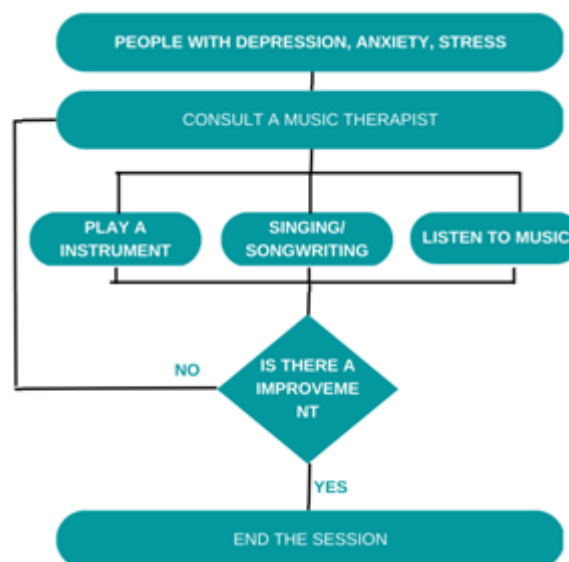 PEOPLE WITH DEPRESSION, ANXIETY, STRESS
CONSULT A MUSIC THERAPIST
PLAY A
INSTRUMENT
SINGING/
SONGWRITING
LISTEN TO MUSIC
IS THERE A
IMPROVEME
NT
NO
YES
END THE SESSION